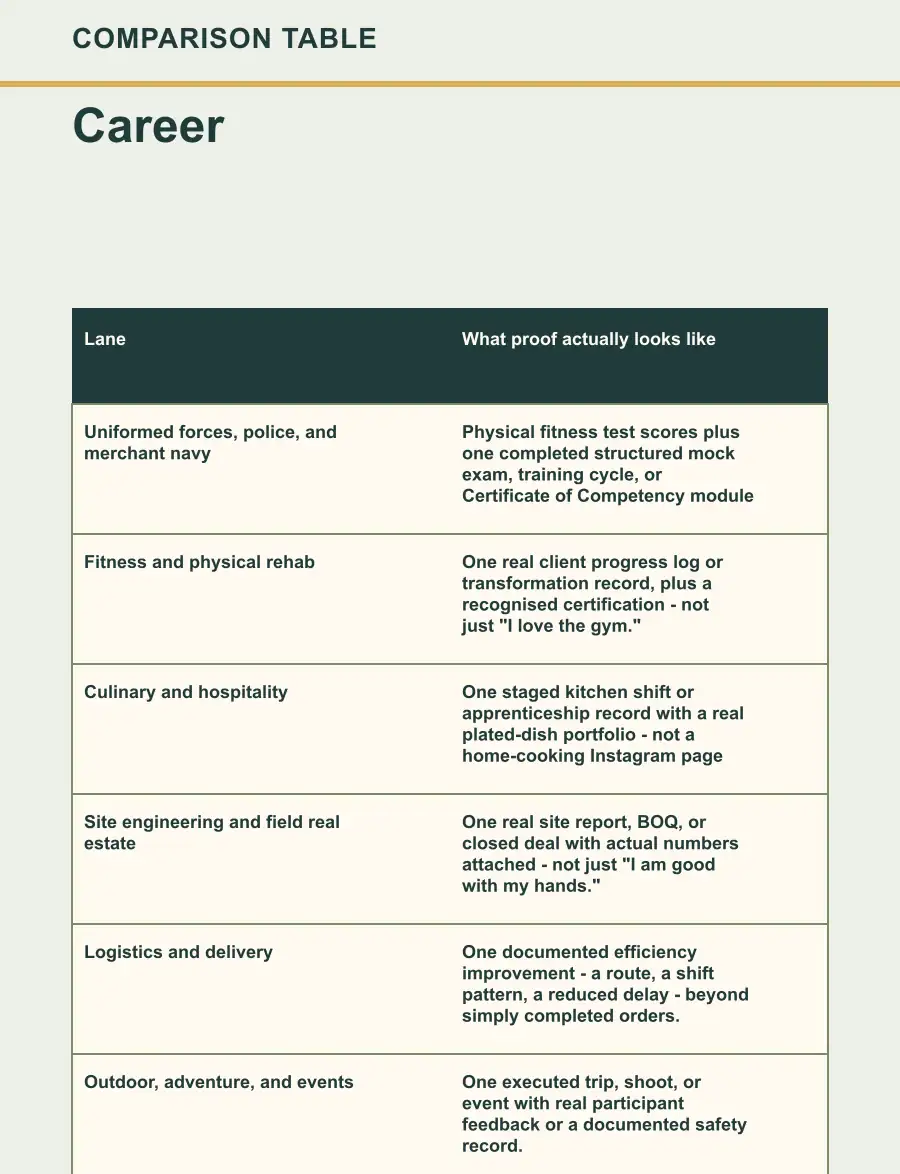 COMPARISON TABLE
Career
Lane
What proof actually looks like
Uniformed forces, police, and
merchant navy
Physical fitness test scores plus
one completed structured mock
exam, training cycle, or
Certificate of Competency module
Fitness and physical rehab
One real client progress log or
transformation record, plus a
recognised certification - not
just "I love the gym."
Culinary and hospitality
One staged kitchen shift or
apprenticeship record with a real
plated-dish portfolio - not a
home-cooking Instagram page
Site engineering and field real
estate
One real site report, BOQ, or
closed deal with actual numbers
attached - not just "I am good
with my hands."
Logistics and delivery
One documented efficiency
improvement - a route, a shift
pattern, a reduced delay - beyond
simply completed orders.
Outdoor, adventure, and events
One executed trip, shoot, or
event with real participant
feedback or a documented safety
record.